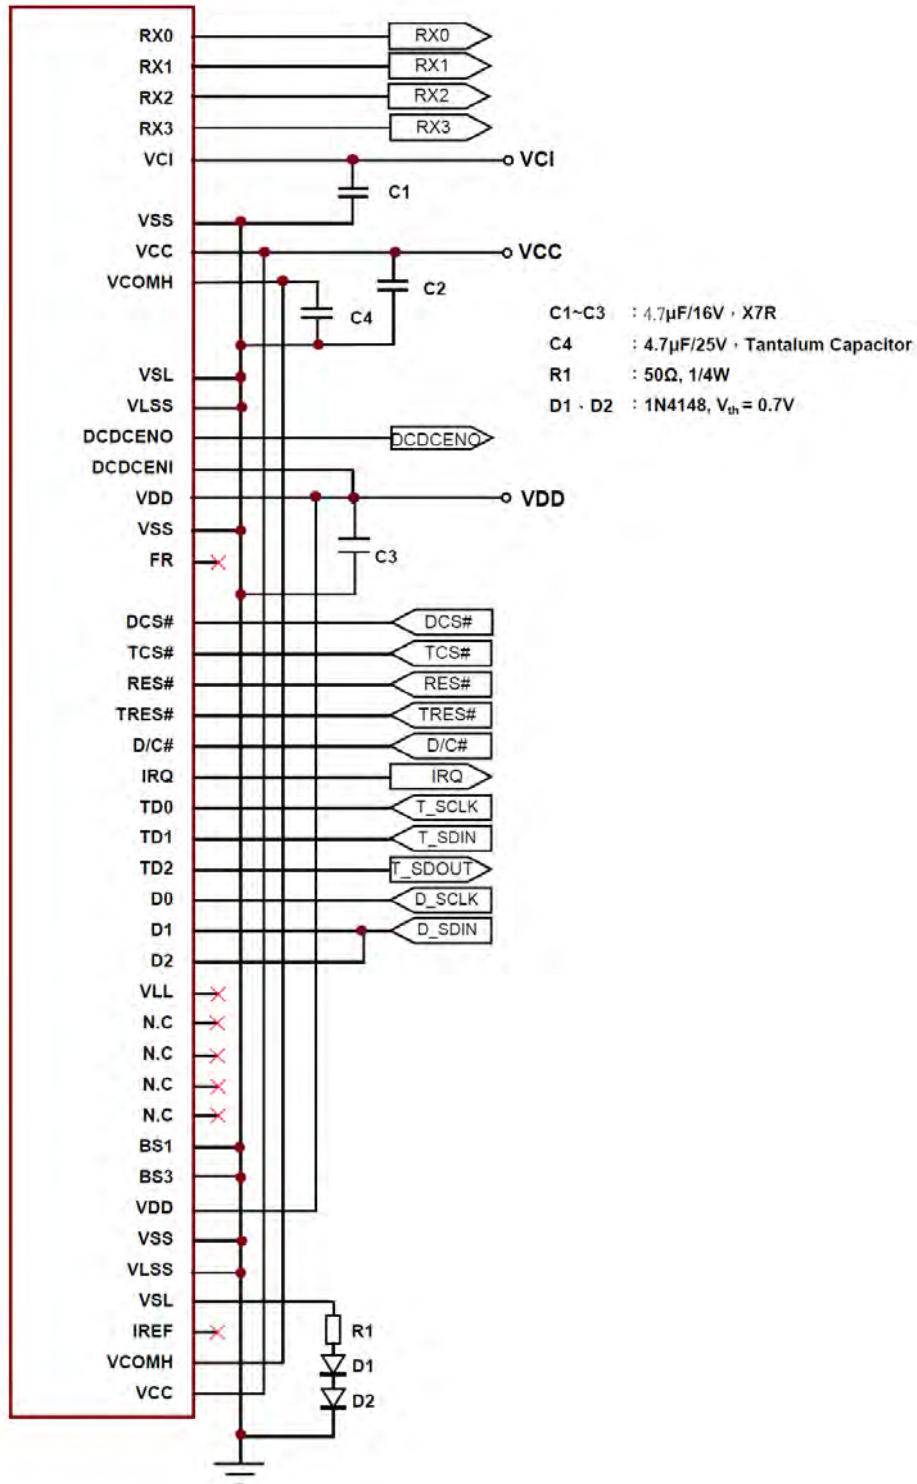 RX0 RX0
RX1 RX1
RX2 RX2
RX3 RX3
VCI VCI
C1
VSS
VCC VCC
VCOMH
C2
C4
C1~C3 : 4.7μF/16V , X7R
C4 : 4.7μF/25V , Tantalum Capacitor
VSL
R1 : 50Ω, 1/4W
VLSS
D1 , D2 : 1N4148, Vth = 0.7V
DCDCENO DCDCENO
DCDCENI
VDD VDD
VSS
FR
C3
DCS# DCS#
TCS# TCS#
RES# RES#
TRES# TRES#
D/C# D/C#
IRQ IRQ
TD0 T_SCLK
TD1 T_SDIN
TD2 T_SDOUT
D0 D_SCLK
D1 D_SDIN
D2
VLL
N.C
N.C
N.C
N.C
BS1
BS3
VDD
VSS
VLSS
VSL
IREF
R1
VCOMH
D1
VCC
D2